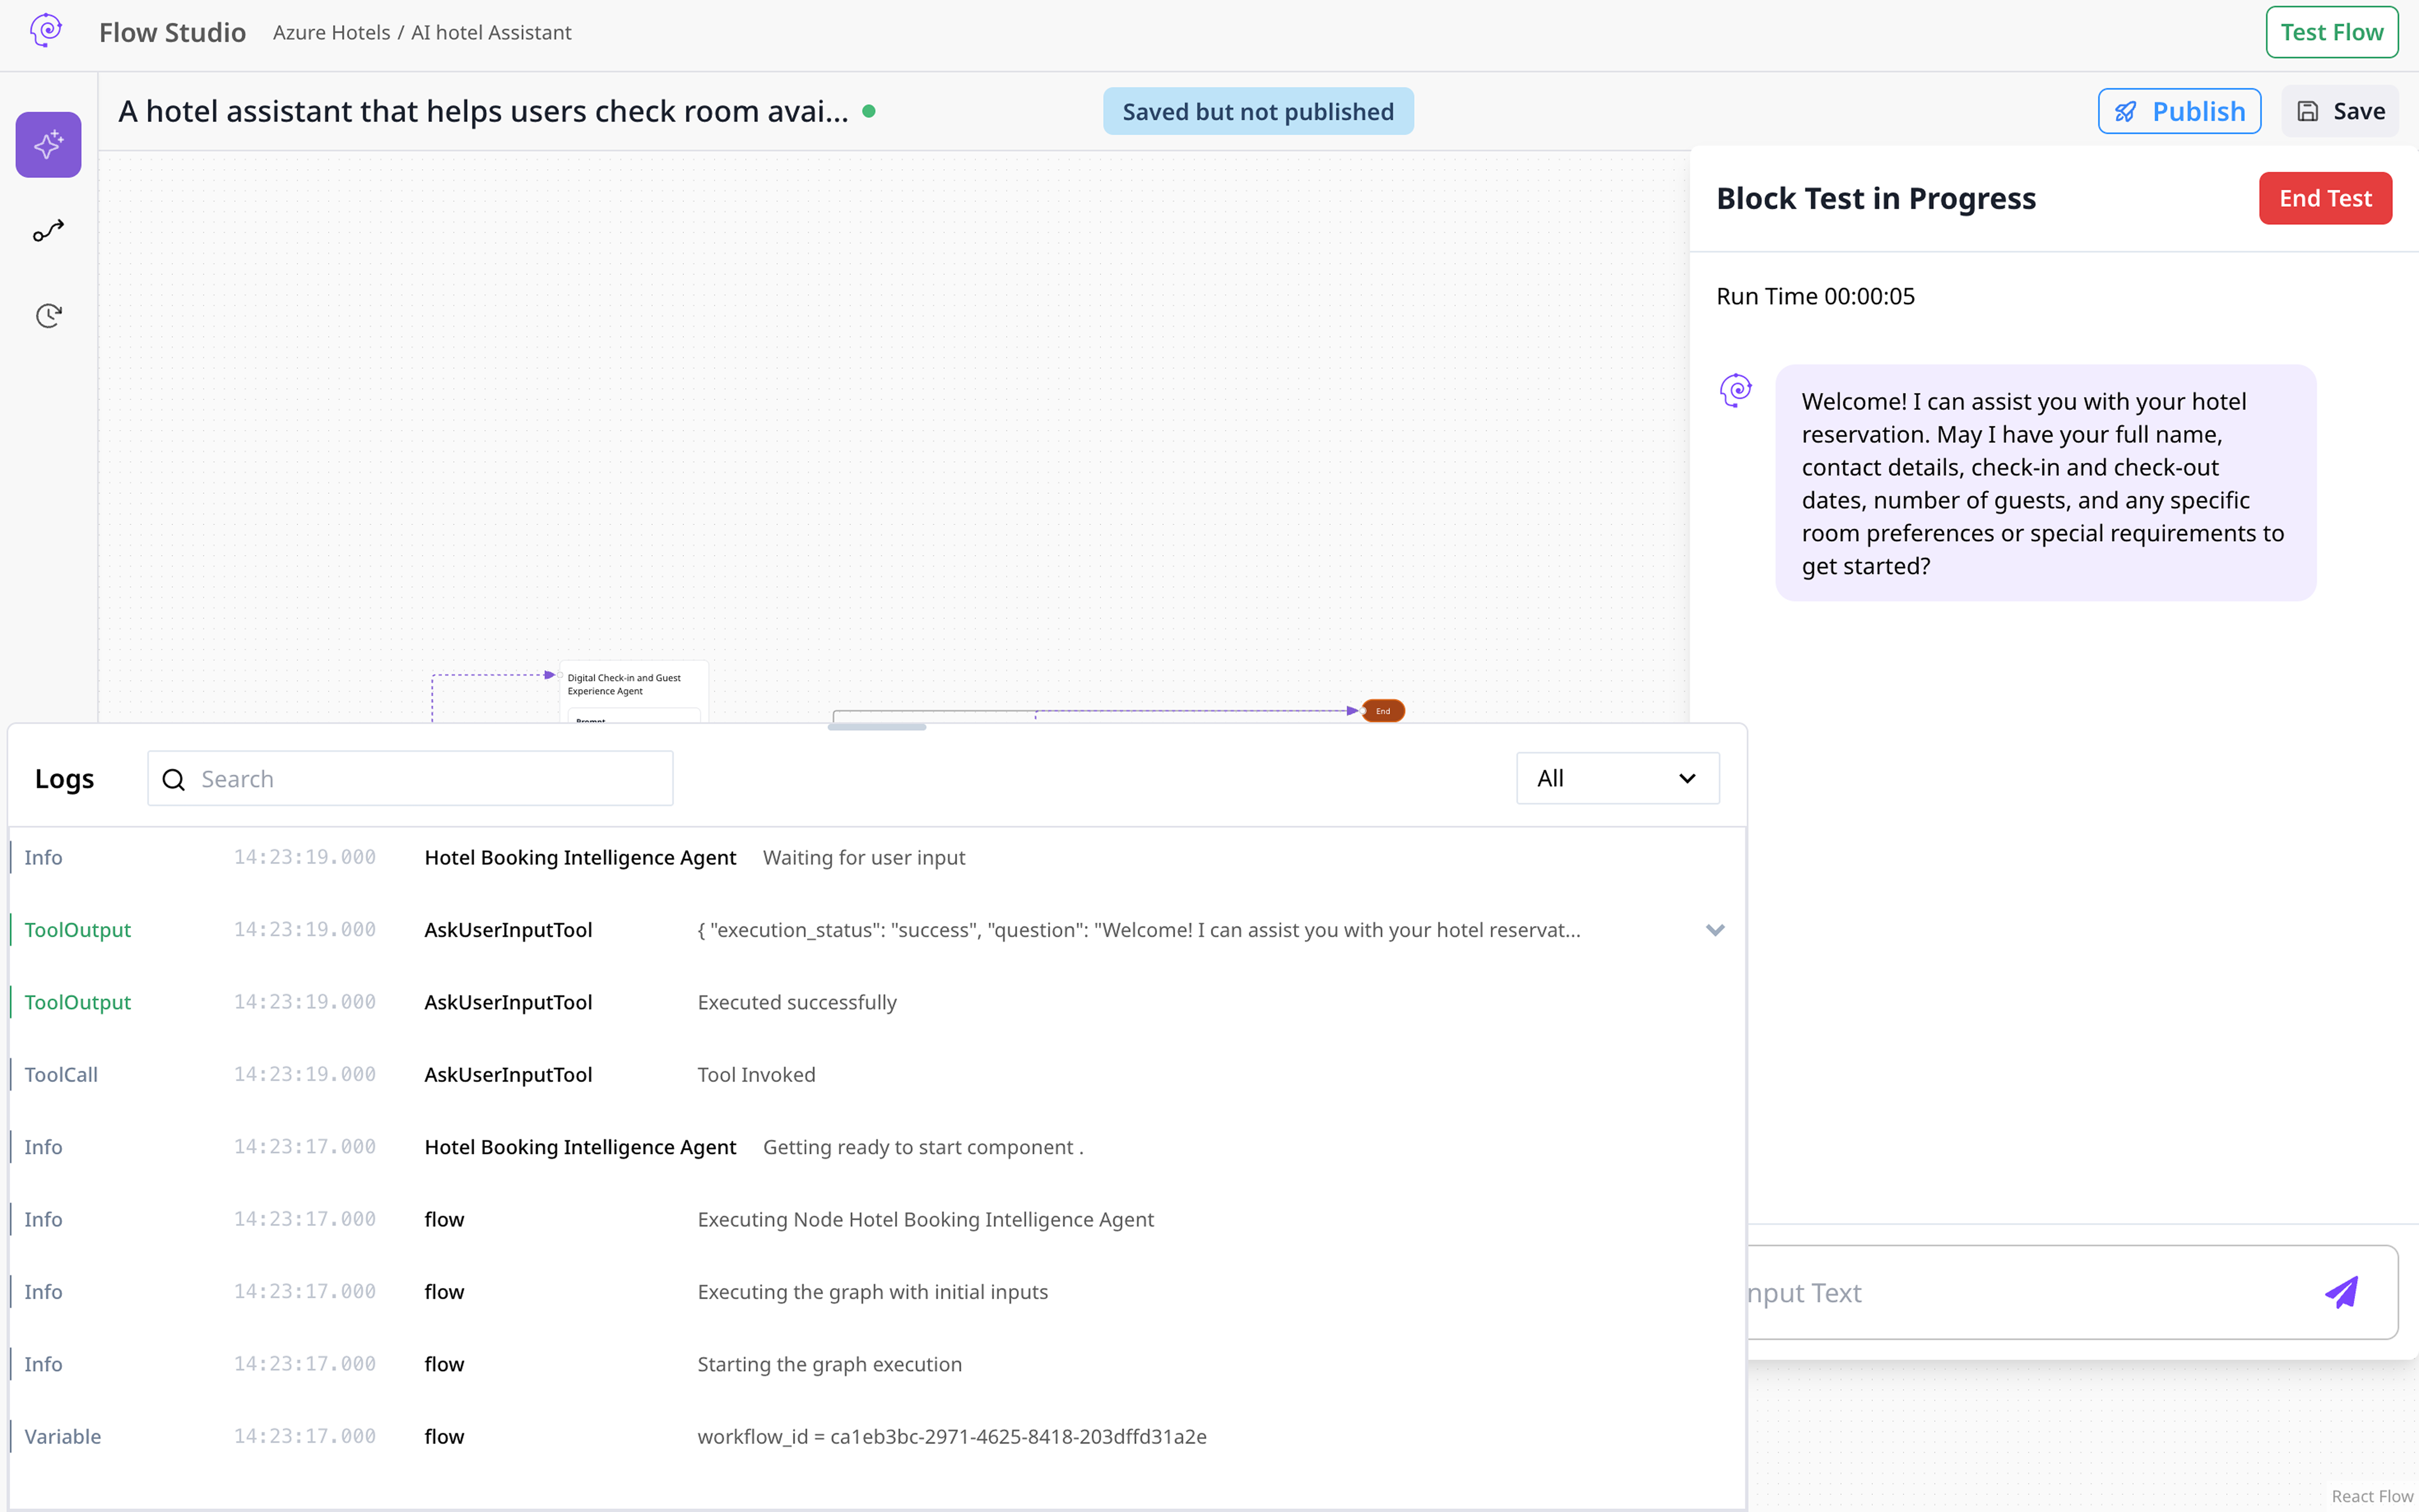 Flow Studio
Azure Hotels / AI hotel Assistant
Test Flow
A hotel assistant that helps users check room avai...
Saved but not published
Publish
Save
Block Test in Progress
End Test
Run Time 00:00:05
Welcome! I can assist you with your hotel
reservation. May I have your full name,
contact details, check-in and check-out
dates, number of guests, and any specific
room preferences or special requirements to
get started?
Digital Check-in and Guest
Experience Agent
Prompt
End
Logs
Search
All
Info 14:23:19.000 Hotel Booking Intelligence Agent Waiting for user input
ToolOutput 14:23:19.000 AskUserInputTool { "execution_status": "success", "question": "Welcome! I can assist you with your hotel reservat...
ToolOutput 14:23:19.000 AskUserInputTool Executed successfully
ToolCall 14:23:19.000 AskUserInputTool Tool Invoked
Info 14:23:17.000 Hotel Booking Intelligence Agent Getting ready to start component .
Info 14:23:17.000 flow Executing Node Hotel Booking Intelligence Agent
Info 14:23:17.000 flow Executing the graph with initial inputs
Info 14:23:17.000 flow Starting the graph execution
Variable 14:23:17.000 flow workflow_id = ca1eb3bc-2971-4625-8418-203dffd31a2e
nput Text
React Flow